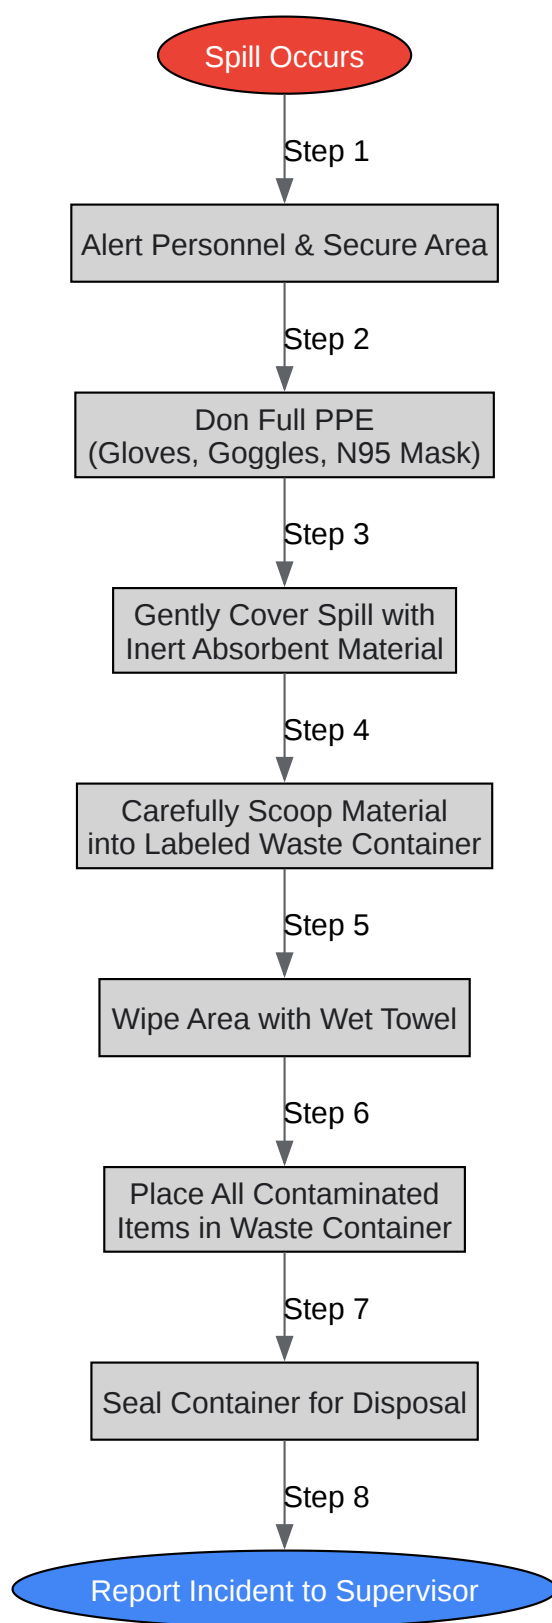 Spill Occurs
Step 1
Alert Personnel & Secure Area
Step 2
Don Full PPE
(Gloves, Goggles, N95 Mask)
Step 3
Gently Cover Spill with
Inert Absorbent Material
Step 4
Carefully Scoop Material
into Labeled Waste Container
Step 5
Wipe Area with Wet Towel
Step 6
Place All Contaminated
Items in Waste Container
Step 7
Seal Container for Disposal
Step 8
Report Incident to Supervisor